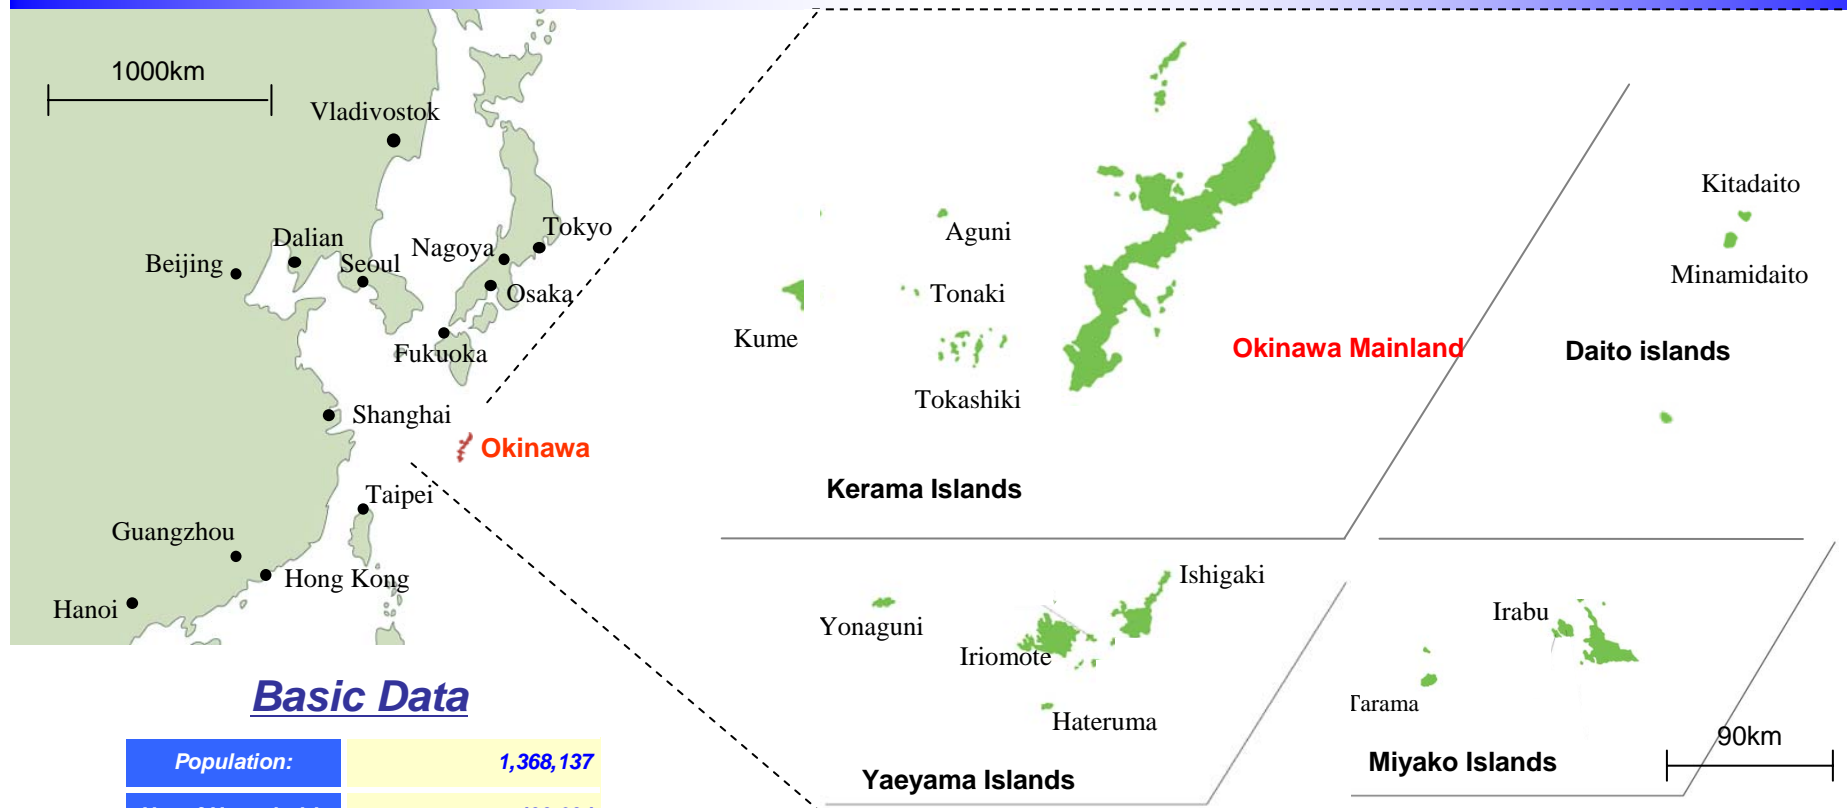 1000km
Vladivostok
Tokyo
Nagoya
Dalian
Seoul
Beijing
Osaka
Fukuoka
Shanghai
Okinawa
Taipei
Guangzhou
Hong Kong
Hanoi
Aguni
Tonaki
Kume
Tokashiki
Okinawa Mainland
Kerama Islands
Kitadaito
Minamidaito
Daito islands
Ishigaki
Yonaguni
Iriomote
Hateruma
Yaeyama Islands
Irabu
Tarama
Miyako Islands
90km
Basic Data
Population: 1,368,137